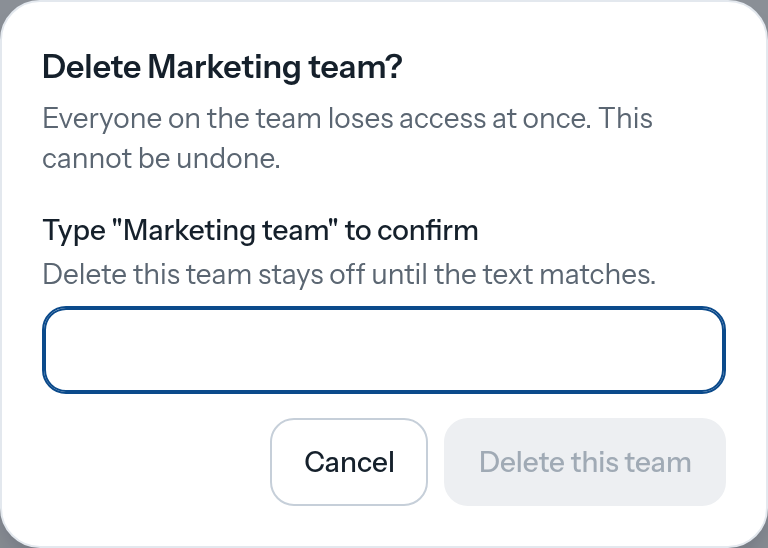 Delete Marketing team?
Everyone on the team loses access at once. This
cannot be undone.
Type "Marketing team" to confirm
Delete this team stays off until the text matches.
Cancel
Delete this team